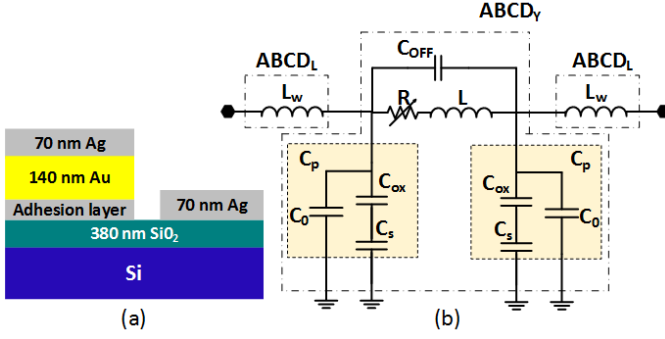 70 nm Ag
140 nm Au
Adhesion layer
70 nm Ag
380 nm SiO₂
Si
(a)
ABCD_Y
ABCD_L
L_w
C_OFF
R
L
ABCD_L
L_w
C_p
C_0
C_ox
C_s
C_p
C_ox
C_s
C_0
(b)